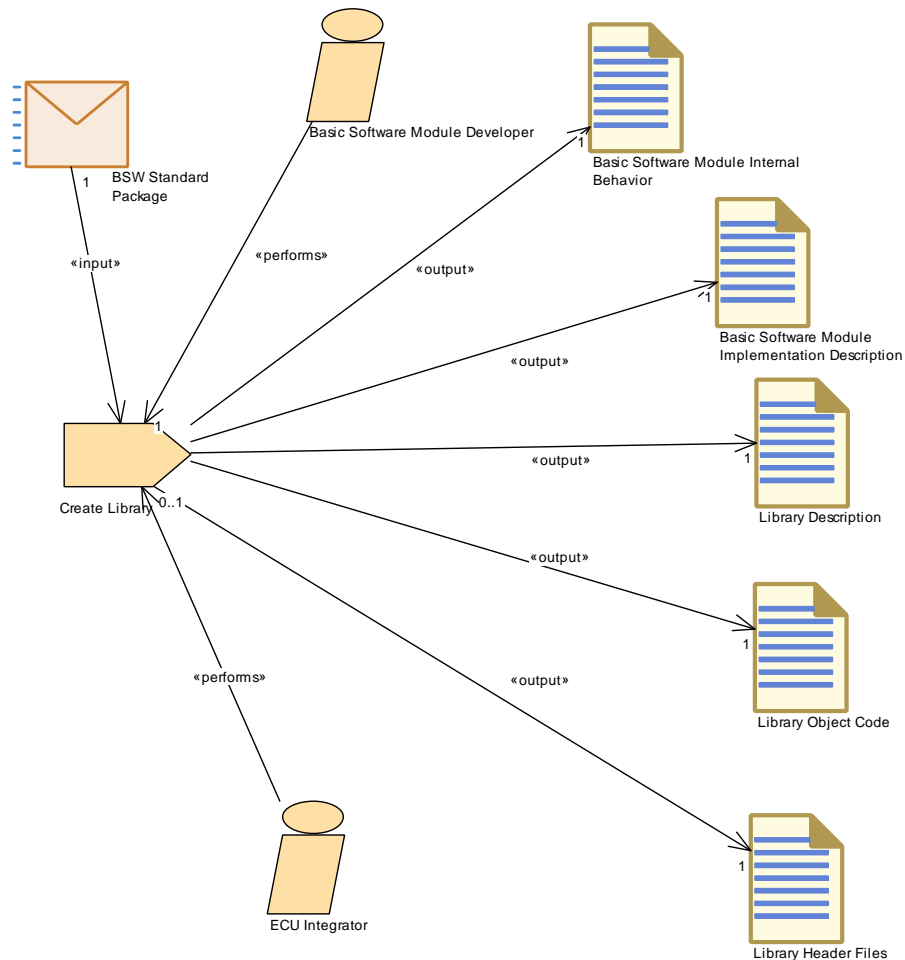 Basic Software Module Developer
1
Basic Software Module Internal
Behavior
1
BSW Standard
Package
«performs»
«input»
«output»
1
Basic Software Module
Implementation Description
«output»
1
«output»
1
Library Description
Create Library
0..1
«output»
1
Library Object Code
«performs»
«output»
1
ECU Integrator
Library Header Files